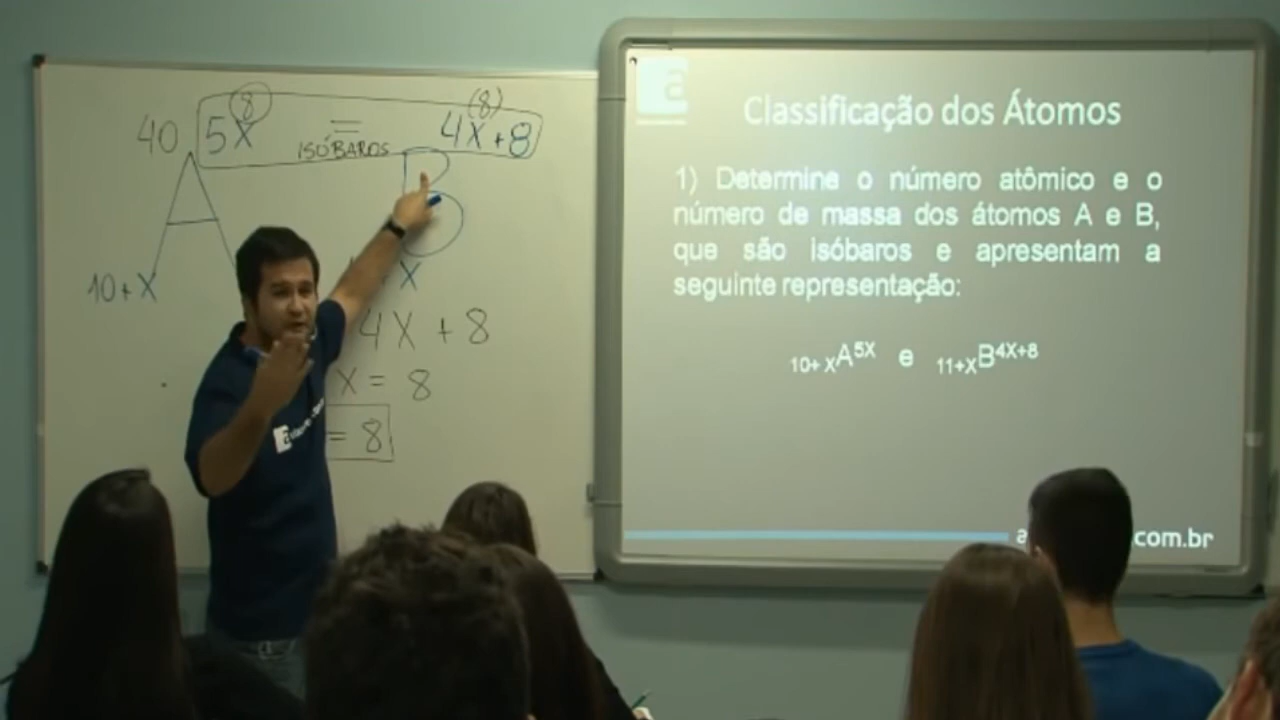 8 (8)
40 5X = 4X+8
ISÓBAROS
A B
10+X X
4X + 8
X = 8
= 8
a
Classificação dos Átomos
1) Determine o número atômico e o
número de massa dos átomos A e B,
que são isóbaros e apresentam a
seguinte representação:
10+XA5X e 11+XB4X+8
com.br